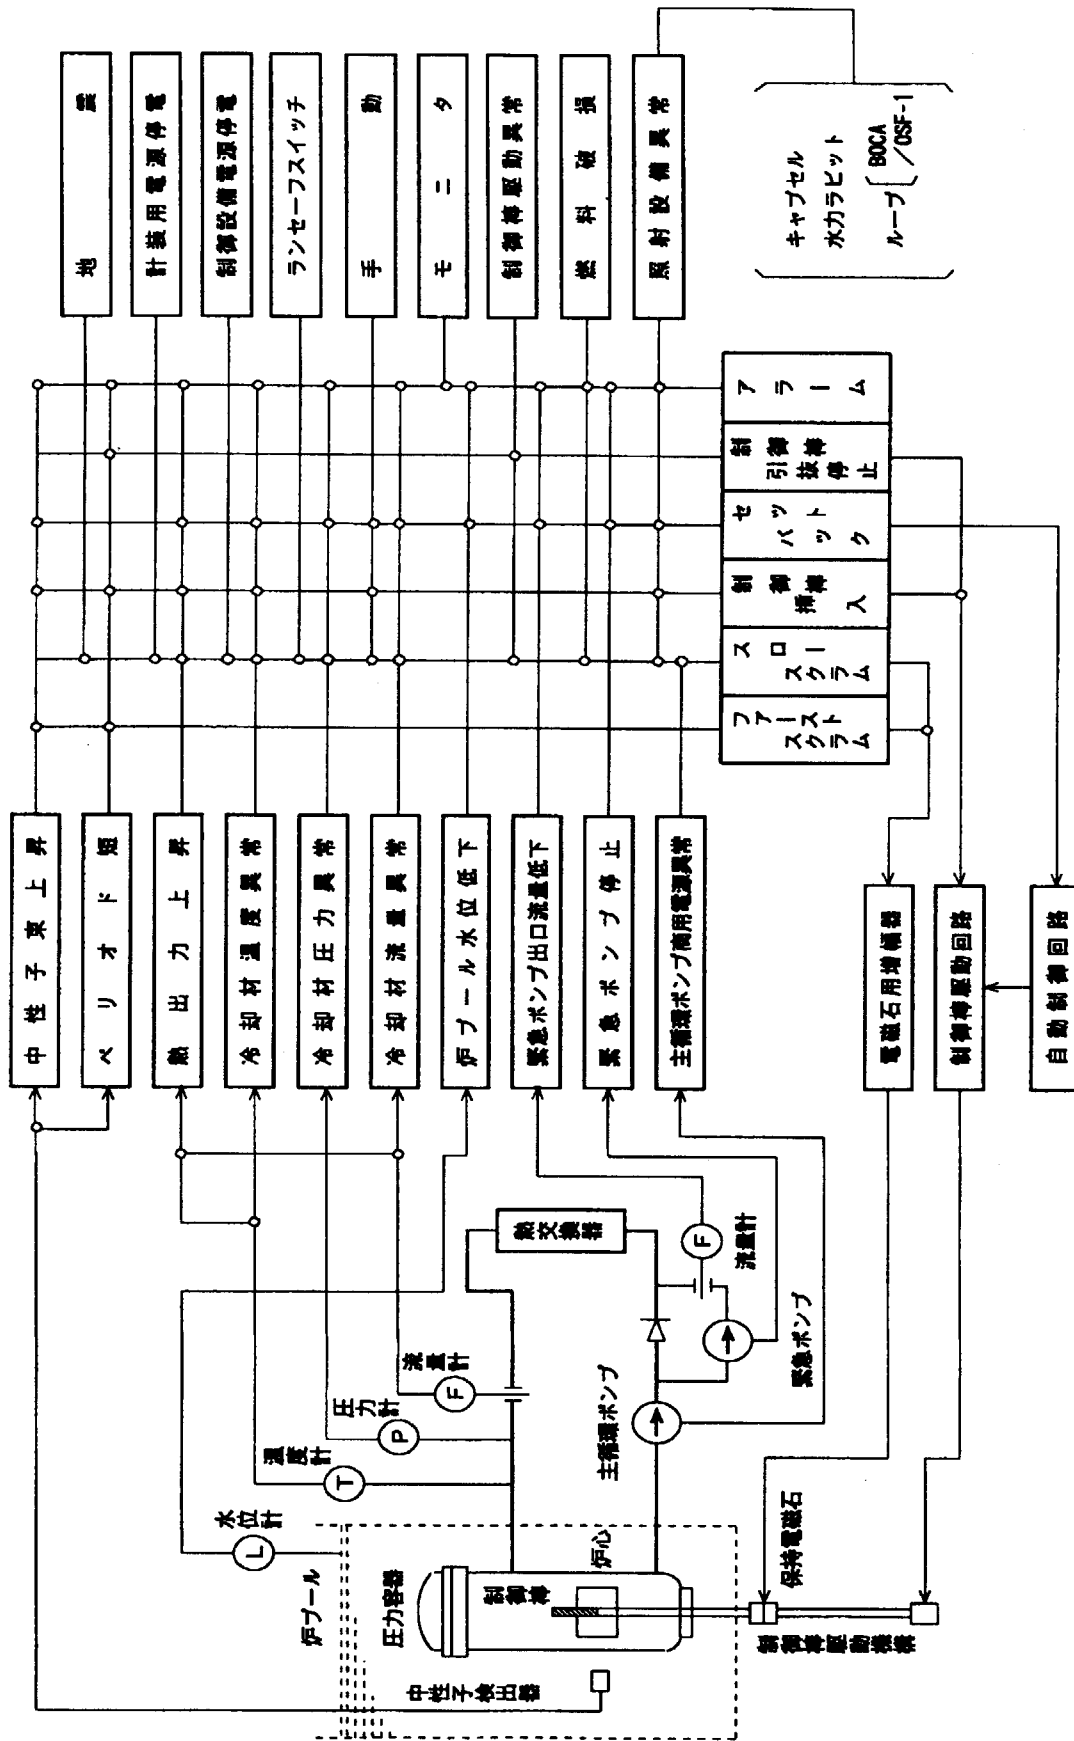 中性子束上昇
ペリオド短
熱出力上昇
冷却材温度異常
冷却材圧力異常
冷却材流量異常
炉プール水位低下
緊急ポンプ出口流量低下
緊急ポンプ停止
主循環ポンプ商用電源異常
地震
計装用電源停電
制御設備電源停電
ランセーフスイッチ
手動
モニタ
制御棒駆動異常
燃料破損
照射設備異常
キャプセル
水力ラビット
ループ
BOCA
/OSF-1
ファースト
スクラム
スロー
スクラム
制御棒
挿入
セット
バック
制御棒
引抜
停止
アラーム
電磁石用増幅器
制御棒駆動回路
自動制御回路
水位計
L
温度計
T
圧力計
P
流量計
F
熱交換器
F
流量計
緊急ポンプ
主循環ポンプ
炉プール
圧力容器
制御棒
炉心
中性子検出器
保持電磁石
制御棒駆動機構